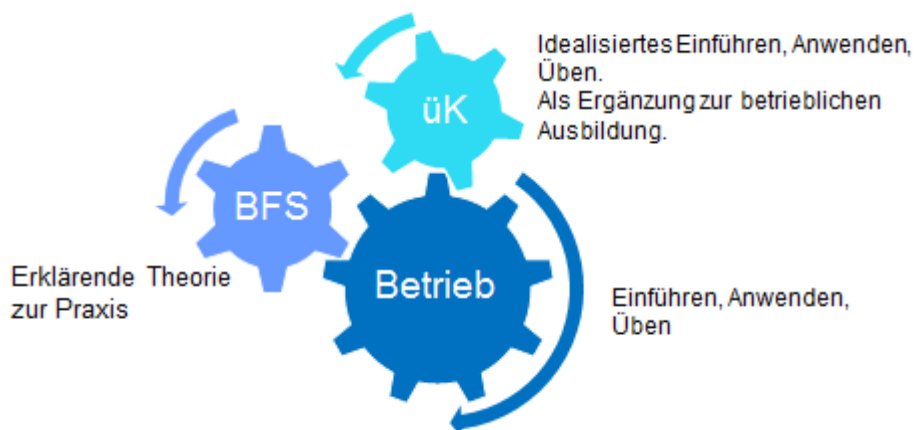 Idealisiertes Einführen, Anwenden,
Üben.
Als Ergänzung zur betrieblichen
Ausbildung.
üK
BFS
Betrieb
Erklärende Theorie
zur Praxis
Einführen, Anwenden,
Üben